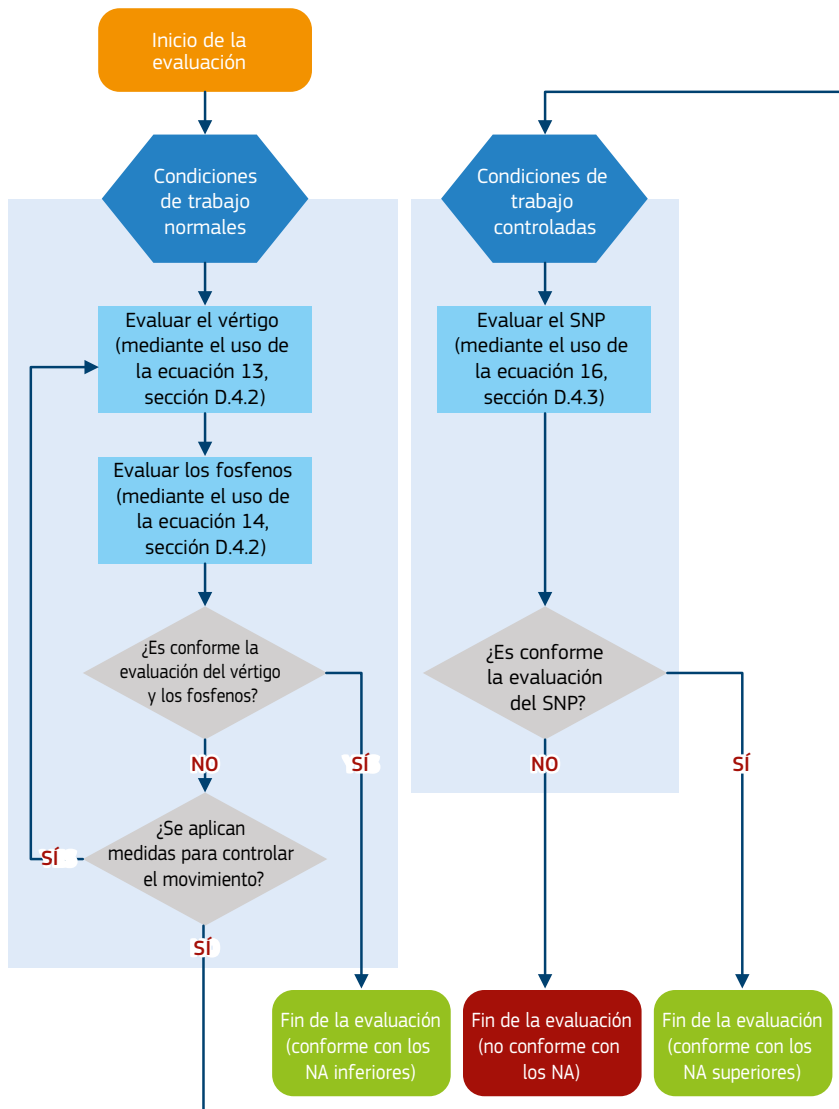 Inicio de la
evaluación
Condiciones
de trabajo
normales
Evaluar el vértigo
(mediante el uso de
la ecuación 13,
sección D.4.2)
Evaluar los fosfenos
(mediante el uso de
la ecuación 14,
sección D.4.2)
¿Es conforme la
evaluación del vértigo
y los fosfenos?
NO
SÍ
¿Se aplican
medidas para controlar
el movimiento?
SÍ
SÍ
Fin de la evaluación
(conforme con los
NA inferiores)
Condiciones de
trabajo
controladas
Evaluar el SNP
(mediante el uso de
la ecuación 16,
sección D.4.3)
¿Es conforme
la evaluación
del SNP?
NO
SÍ
Fin de la evaluación
(no conforme con
los NA)
Fin de la evaluación
(conforme con los
NA superiores)